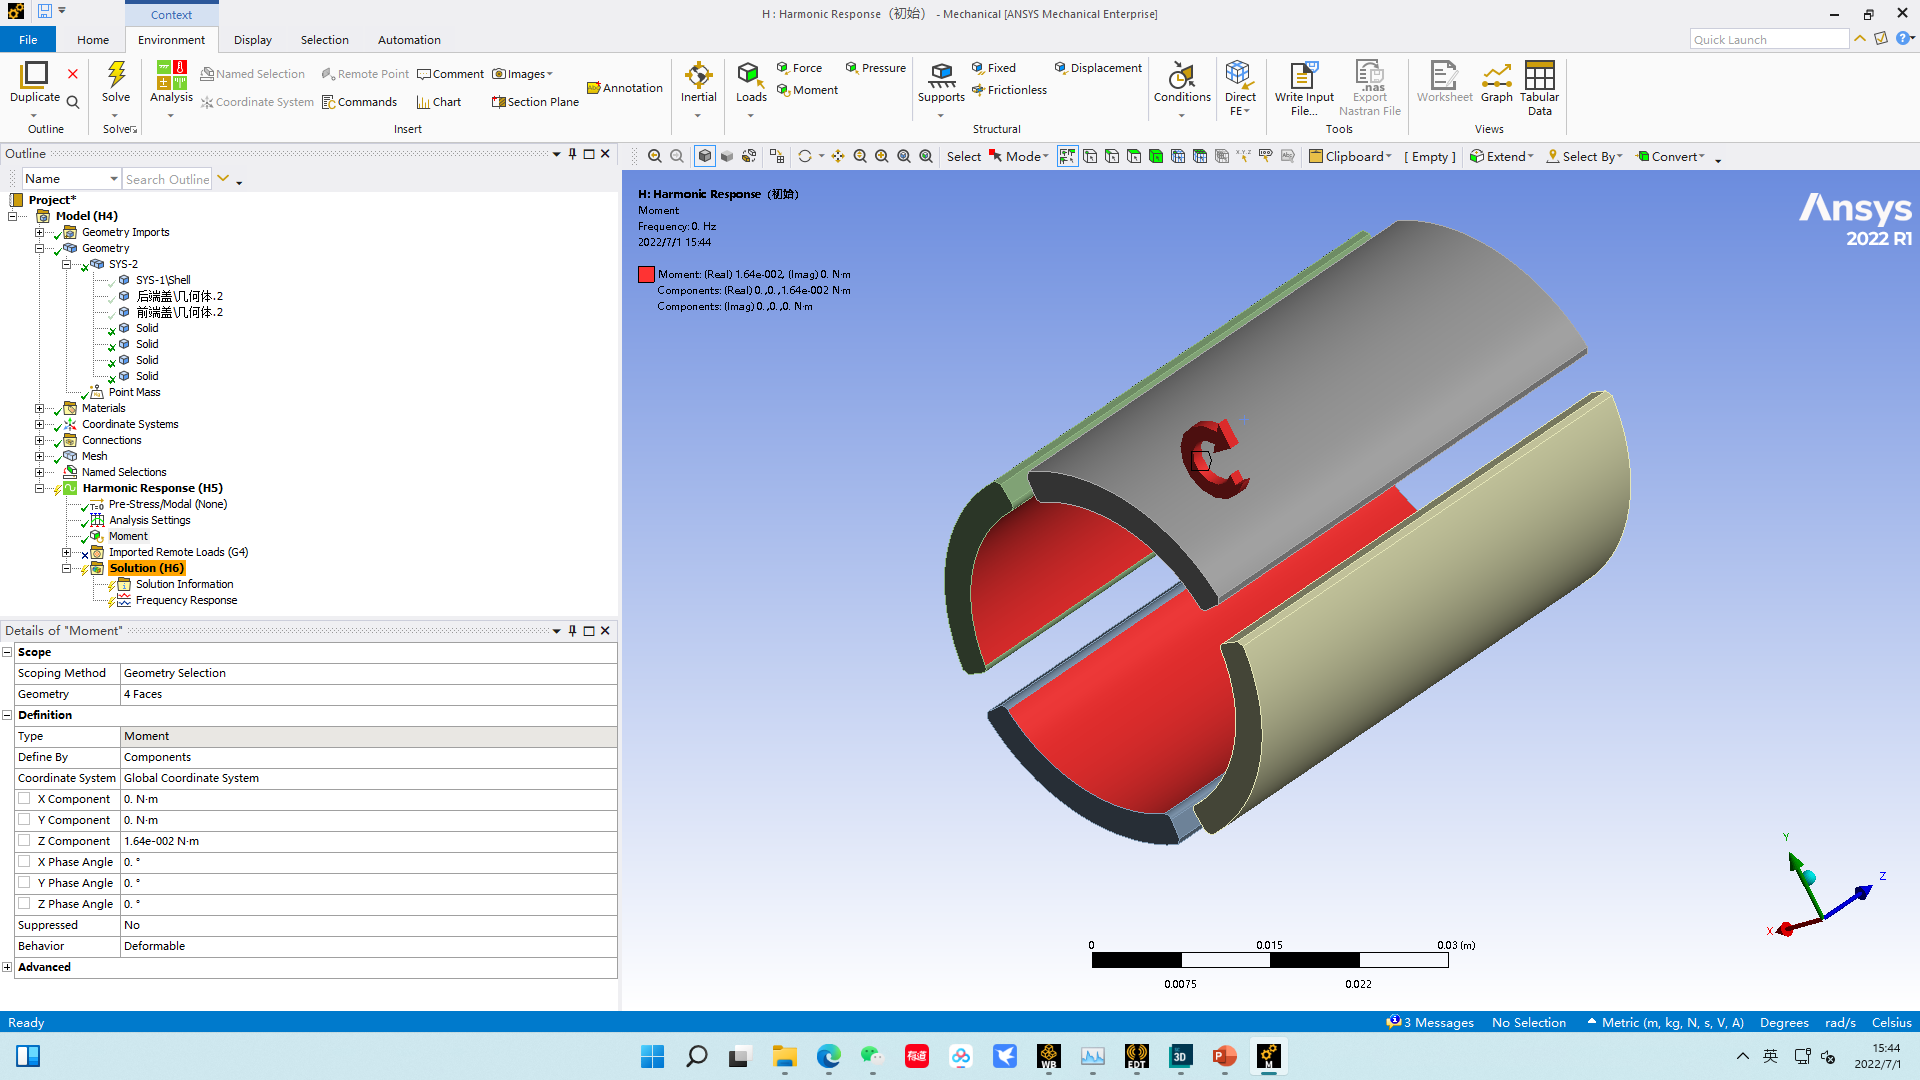 H : Harmonic Response（初始） - Mechanical [ANSYS Mechanical Enterprise]
Context
File Home Environment Display Selection Automation
Quick Launch
Duplicate
Outline
Solve
Solve
Analysis
Named Selection
Coordinate System
Remote Point
Commands
Comment
Chart
Images
Section Plane
Annotation
Insert
Inertial
Loads
Force
Moment
Pressure
Supports
Fixed
Frictionless
Displacement
Structural
Conditions
Direct
FE
Write Input
File...
Export
Nastran File
.nas
Tools
Worksheet
Graph
Tabular
Data
Views
Outline
Name
Search Outline
Select Mode Clipboard [ Empty ] Extend Select By Convert
Project*
Model (H4)
Geometry Imports
Geometry
SYS-2
SYS-1\Shell
后端盖\几何体.2
前端盖\几何体.2
Solid
Solid
Solid
Solid
Point Mass
Materials
Coordinate Systems
Connections
Mesh
Named Selections
Harmonic Response (H5)
Pre-Stress/Modal (None)
Analysis Settings
Moment
Imported Remote Loads (G4)
Solution (H6)
Solution Information
Frequency Response
Details of "Moment"
Scope
Scoping Method Geometry Selection
Geometry 4 Faces
Definition
Type Moment
Define By Components
Coordinate System Global Coordinate System
X Component 0. N·m
Y Component 0. N·m
Z Component 1.64e-002 N·m
X Phase Angle 0. °
Y Phase Angle 0. °
Z Phase Angle 0. °
Suppressed No
Behavior Deformable
Advanced
H: Harmonic Response（初始）
Moment
Frequency: 0. Hz
2022/7/1 15:44
Moment: (Real) 1.64e-002, (Imag) 0. N·m
Components: (Real) 0.,0.,1.64e-002 N·m
Components: (Imag) 0.,0.,0. N·m
Ansys
2022 R1
Y
Z
X
0 0.015 0.03 (m)
0.0075 0.022
Ready
3 Messages No Selection Metric (m, kg, N, s, V, A) Degrees rad/s Celsius
有道
WB
EDT
3D
P
M
英
15:44
2022/7/1